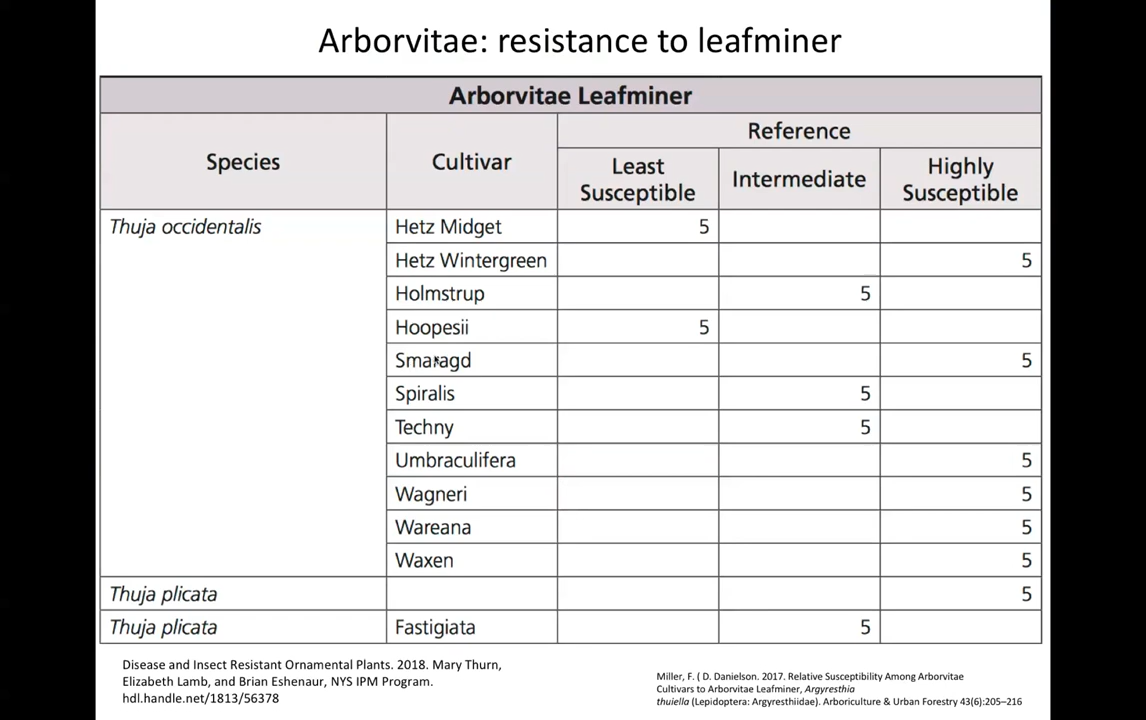 Arborvitae: resistance to leafminer
Arborvitae Leafminer
Species Cultivar Reference
Least Susceptible Intermediate Highly Susceptible
Thuja occidentalis Hetz Midget 5
Hetz Wintergreen 5
Holmstrup 5
Hoopesii 5
Smaragd 5
Spiralis 5
Techny 5
Umbraculifera 5
Wagneri 5
Wareana 5
Waxen 5
Thuja plicata 5
Thuja plicata Fastigiata 5
Disease and Insect Resistant Ornamental Plants. 2018. Mary Thurn,
Elizabeth Lamb, and Brian Eshenaur, NYS IPM Program.
hdl.handle.net/1813/56378
Miller, F. ( D. Danielson. 2017. Relative Susceptibility Among Arborvitae
Cultivars to Arborvitae Leafminer, Argyresthia
thuiella (Lepidoptera: Argyresthiidae). Arboriculture & Urban Forestry 43(6):205–216